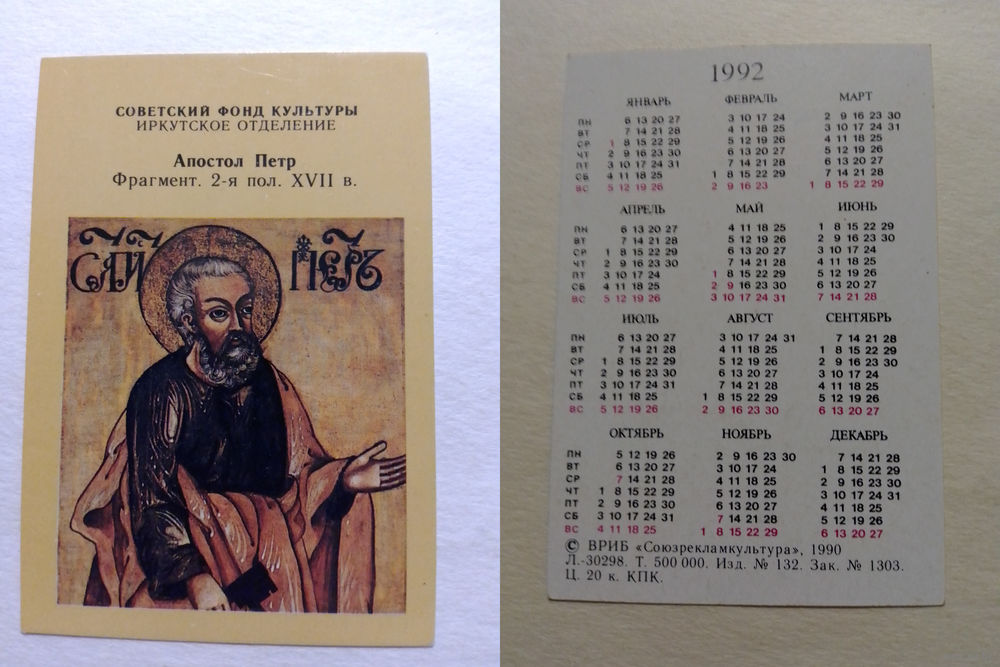 СОВЕТСКИЙ ФОНД КУЛЬТУРЫ
ИРКУТСКОЕ ОТДЕЛЕНИЕ
Апостол Петр
Фрагмент. 2-я пол. XVII в.
1992
ЯНВАРЬ ФЕВРАЛЬ МАРТ
ПН 6 13 20 27 3 10 17 24 2 9 16 23 30
ВТ 7 14 21 28 4 11 18 25 3 10 17 24 31
СР 1 8 15 22 29 5 12 19 26 4 11 18 25
ЧТ 2 9 16 23 30 6 13 20 27 5 12 19 26
ПТ 3 10 17 24 31 7 14 21 28 6 13 20 27
СБ 4 11 18 25 1 8 15 22 29 7 14 21 28
ВС 5 12 19 26 2 9 16 23 1 8 15 22 29
АПРЕЛЬ МАЙ ИЮНЬ
ПН 6 13 20 27 4 11 18 25 1 8 15 22 29
ВТ 7 14 21 28 5 12 19 26 2 9 16 23 30
СР 1 8 15 22 29 6 13 20 27 3 10 17 24
ЧТ 2 9 16 23 30 7 14 21 28 4 11 18 25
ПТ 3 10 17 24 1 8 15 22 29 5 12 19 26
СБ 4 11 18 25 2 9 16 23 30 6 13 20 27
ВС 5 12 19 26 3 10 17 24 31 7 14 21 28
ИЮЛЬ АВГУСТ СЕНТЯБРЬ
ПН 6 13 20 27 3 10 17 24 31 7 14 21 28
ВТ 7 14 21 28 4 11 18 25 1 8 15 22 29
СР 1 8 15 22 29 5 12 19 26 2 9 16 23 30
ЧТ 2 9 16 23 30 6 13 20 27 3 10 17 24
ПТ 3 10 17 24 31 7 14 21 28 4 11 18 25
СБ 4 11 18 25 1 8 15 22 29 5 12 19 26
ВС 5 12 19 26 2 9 16 23 30 6 13 20 27
ОКТЯБРЬ НОЯБРЬ ДЕКАБРЬ
ПН 5 12 19 26 2 9 16 23 30 7 14 21 28
ВТ 6 13 20 27 3 10 17 24 1 8 15 22 29
СР 7 14 21 28 4 11 18 25 2 9 16 23 30
ЧТ 1 8 15 22 29 5 12 19 26 3 10 17 24 31
ПТ 2 9 16 23 30 6 13 20 27 4 11 18 25
СБ 3 10 17 24 31 7 14 21 28 5 12 19 26
ВС 4 11 18 25 1 8 15 22 29 6 13 20 27
© ВРИБ «Союзрекламкультура», 1990
Л.-30298. Т. 500 000. Изд. № 132. Зак. № 1303.
Ц. 20 к. КПК.